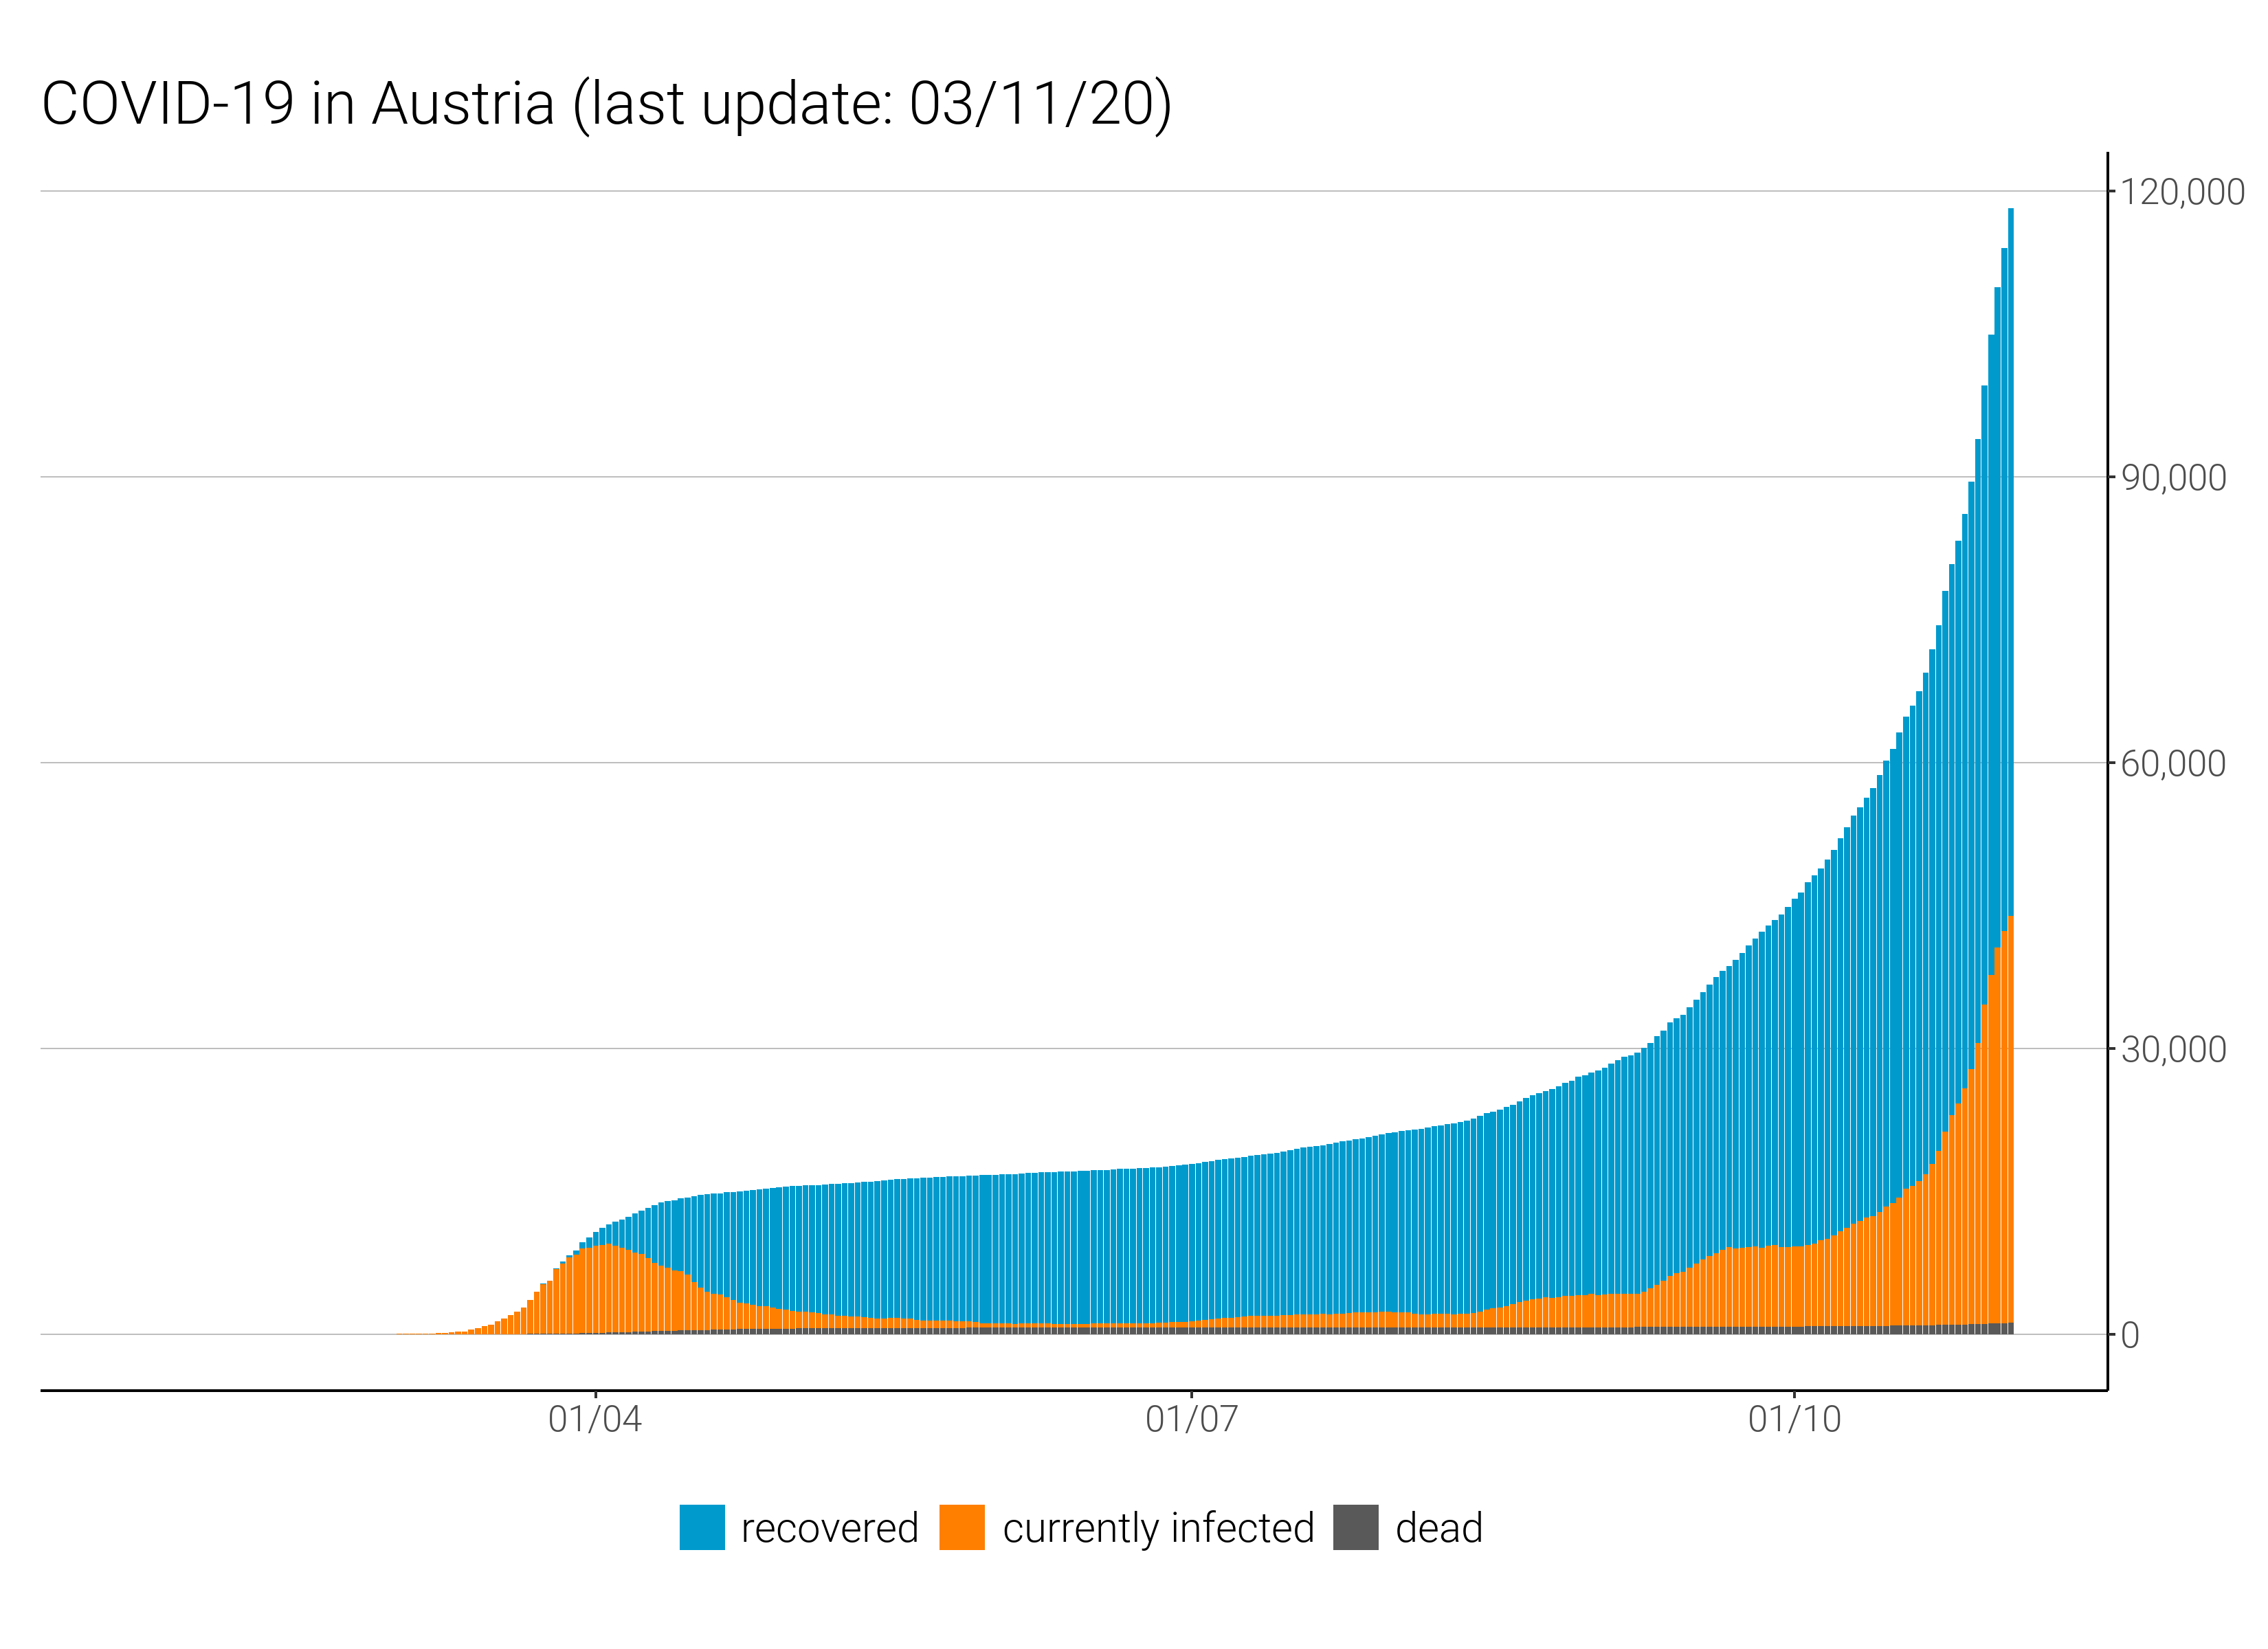 COVID-19 in Austria (last update: 03/11/20)
120,000
90,000
60,000
30,000
0
01/04 01/07 01/10
recovered currently infected dead